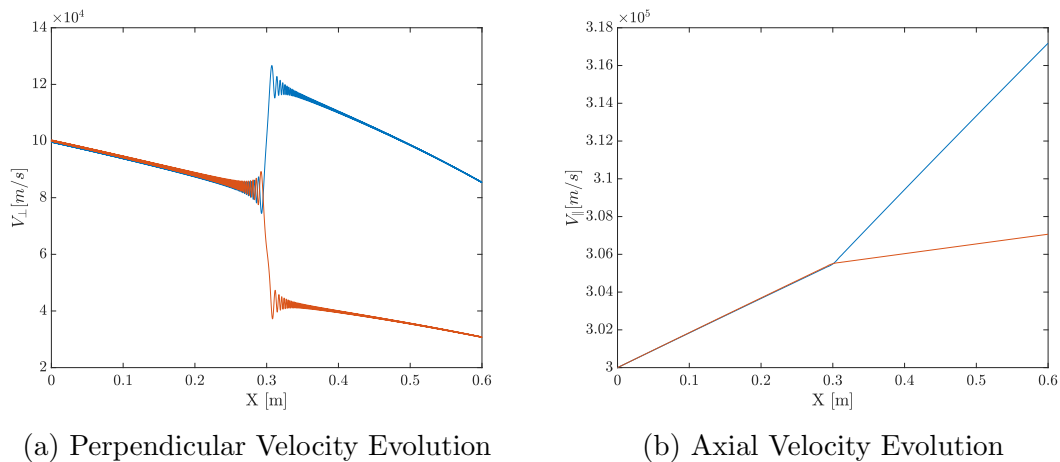 ×10⁴
14
12
10
8
6
4
2
V⊥[m/s]
0 0.1 0.2 0.3 0.4 0.5 0.6
X [m]
(a) Perpendicular Velocity Evolution
×10⁵
3.18
3.16
3.14
3.12
3.1
3.08
3.06
3.04
3.02
3
V∥[m/s]
0 0.1 0.2 0.3 0.4 0.5 0.6
X [m]
(b) Axial Velocity Evolution